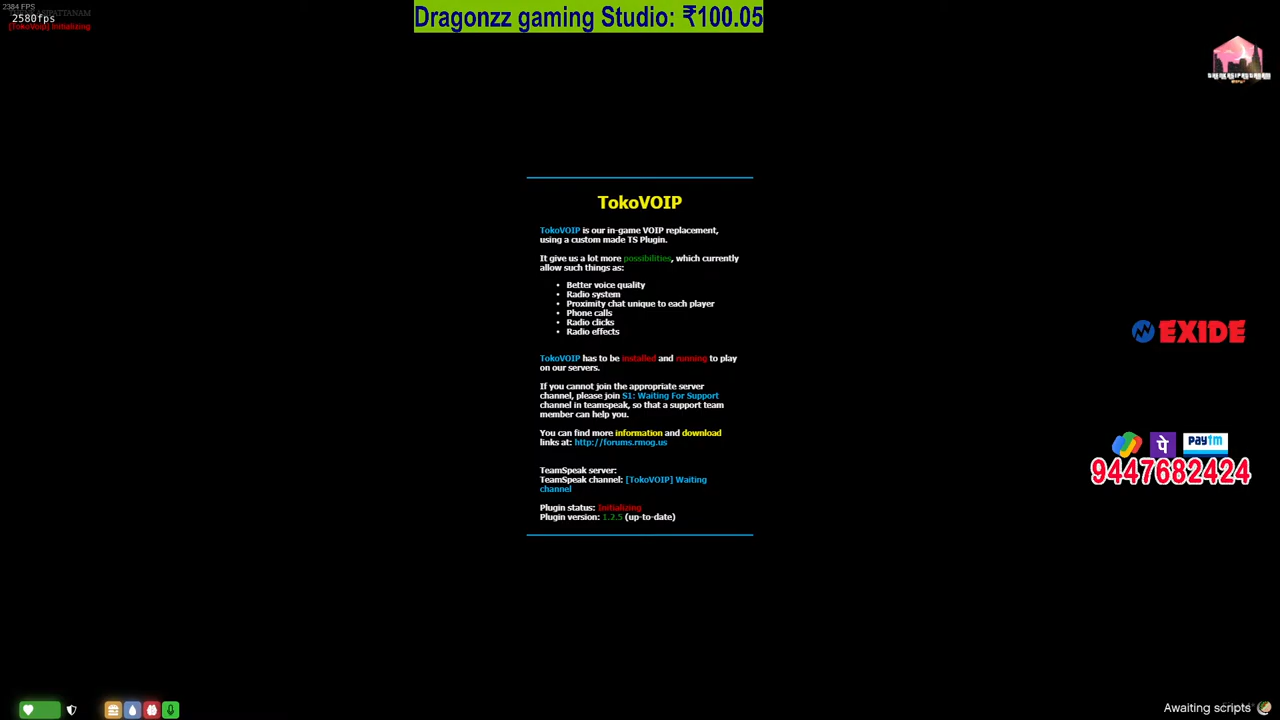 2384 FPS
2580fps
[TokoVoip] Initializing
Dragonzz gaming Studio: ₹100.05
TokoVOIP
TokoVOIP is our in-game VOIP replacement,
using a custom made TS Plugin.
It give us a lot more possibilities, which currently
allow such things as:
• Better voice quality
• Radio system
• Proximity chat unique to each player
• Phone calls
• Radio clicks
• Radio effects
TokoVOIP has to be installed and running to play
on our servers.
If you cannot join the appropriate server
channel, please join S1: Waiting For Support
channel in teamspeak, so that a support team
member can help you.
You can find more information and download
links at: http://forums.rmog.us
TeamSpeak server:
TeamSpeak channel: [TokoVOIP] Waiting
channel
Plugin status: Initializing
Plugin version: 1.2.5 (up-to-date)
EXIDE
पे
paytm
9447682424
Awaiting scripts